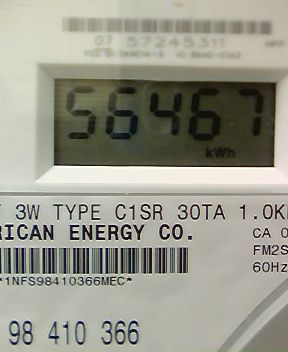 07 57245311
56467
kWh
3W TYPE C1SR 30TA 1.0K
RICAN ENERGY CO.
CA 0
FM2S
60Hz
*1NFS98410366MEC*
98 410 366